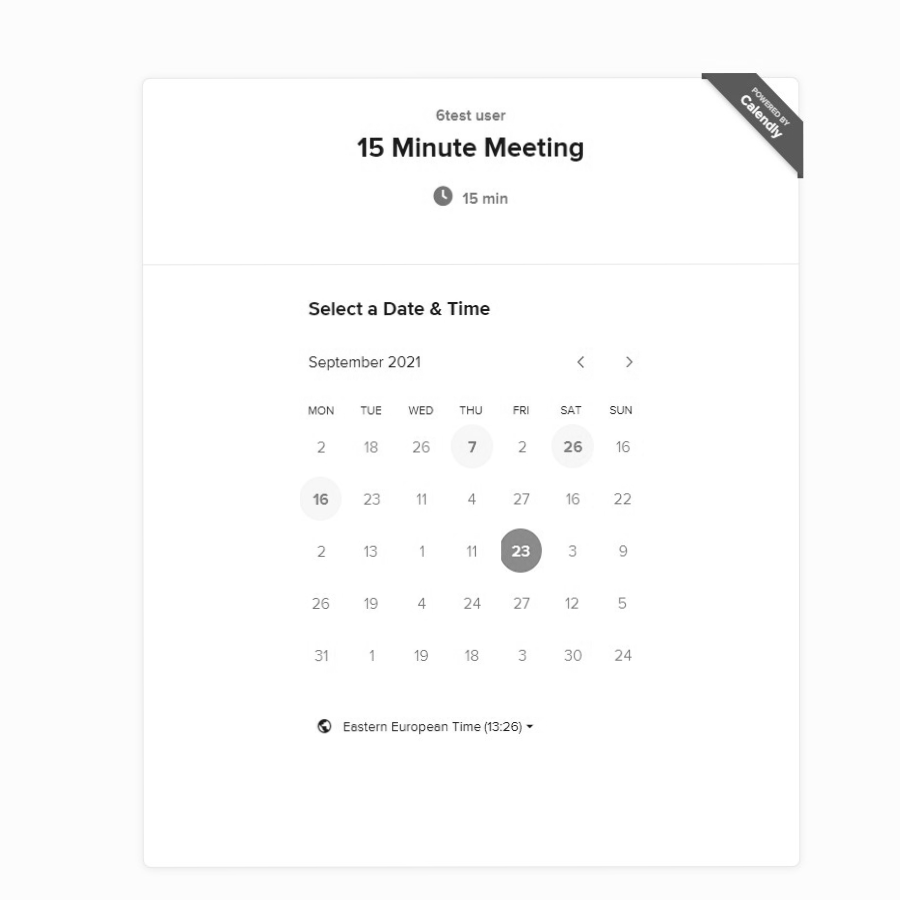 POWERED BY
Calendly
6test user
15 Minute Meeting
15 min
Select a Date & Time
September 2021
MON TUE WED THU FRI SAT SUN
2 18 26 7 2 26 16
16 23 11 4 27 16 22
2 13 1 11 23 3 9
26 19 4 24 27 12 5
31 1 19 18 3 30 24
Eastern European Time (13:26)